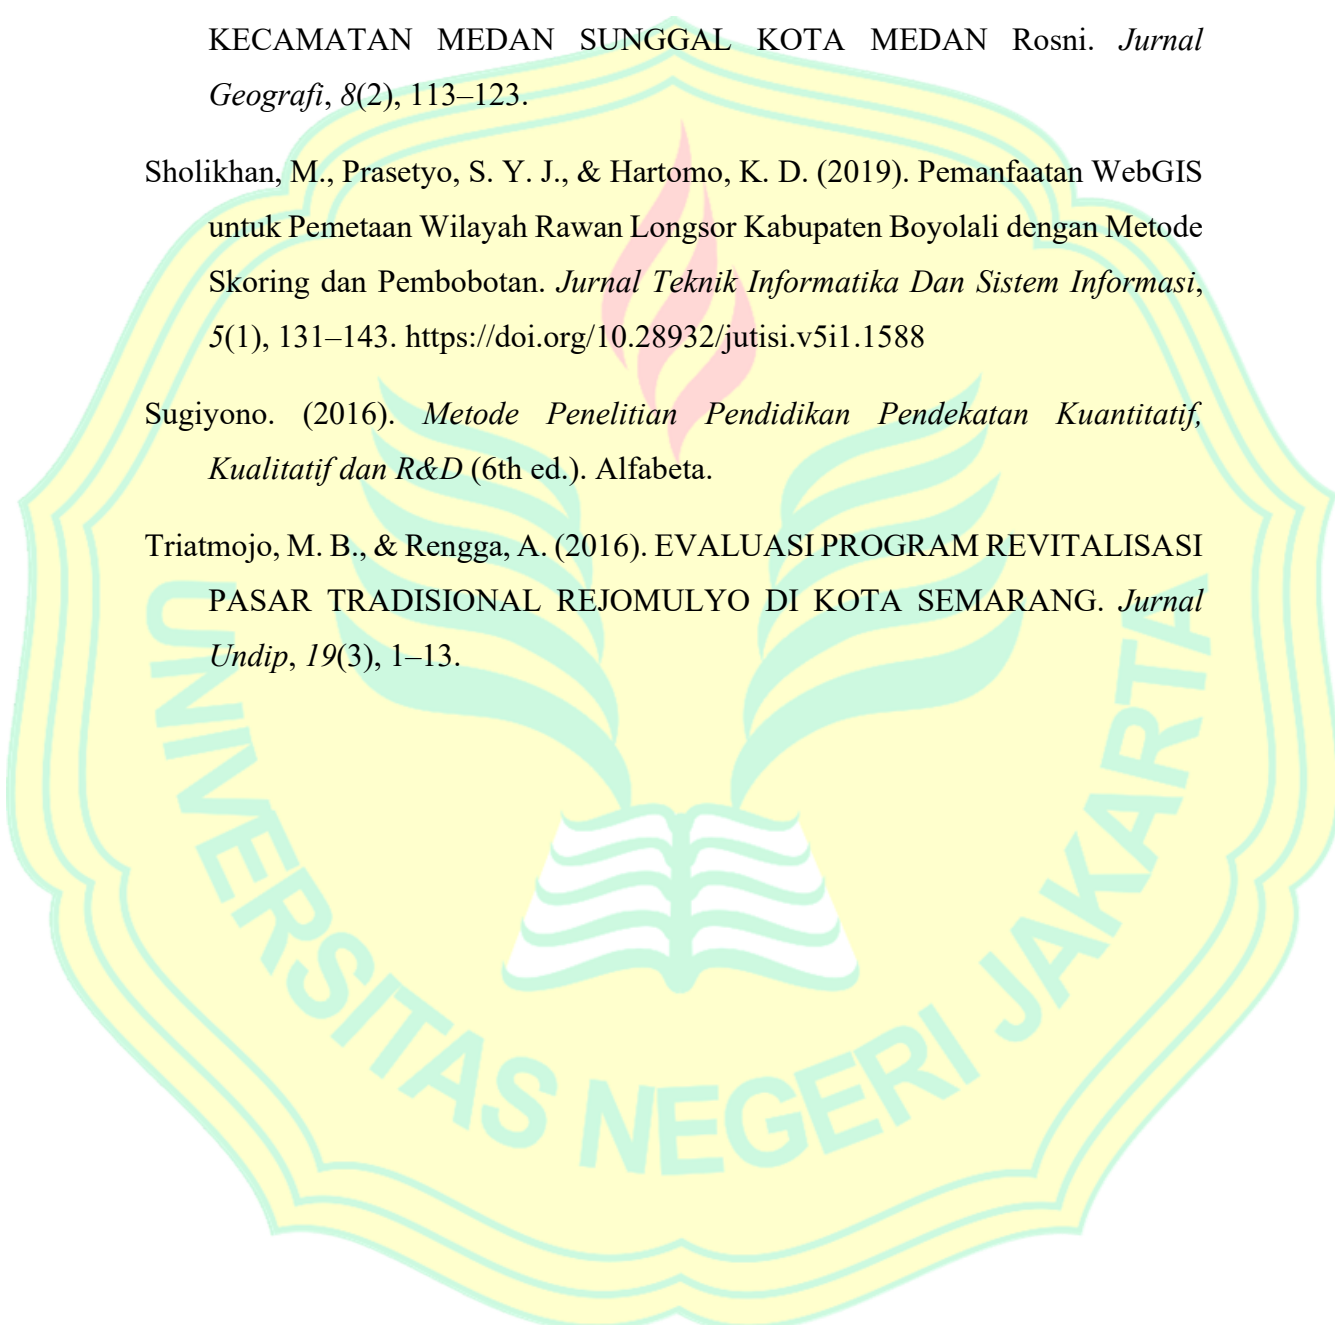 KECAMATAN MEDAN SUNGGAL KOTA MEDAN Rosni. Jurnal
Geografi, 8(2), 113–123.
Sholikhan, M., Prasetyo, S. Y. J., & Hartomo, K. D. (2019). Pemanfaatan WebGIS
untuk Pemetaan Wilayah Rawan Longsor Kabupaten Boyolali dengan Metode
Skoring dan Pembobotan. Jurnal Teknik Informatika Dan Sistem Informasi,
5(1), 131–143. https://doi.org/10.28932/jutisi.v5i1.1588
Sugiyono. (2016). Metode Penelitian Pendidikan Pendekatan Kuantitatif,
Kualitatif dan R&D (6th ed.). Alfabeta.
Triatmojo, M. B., & Rengga, A. (2016). EVALUASI PROGRAM REVITALISASI
PASAR TRADISIONAL REJOMULYO DI KOTA SEMARANG. Jurnal
Undip, 19(3), 1–13.
UNIVERSITAS NEGERI JAKARTA